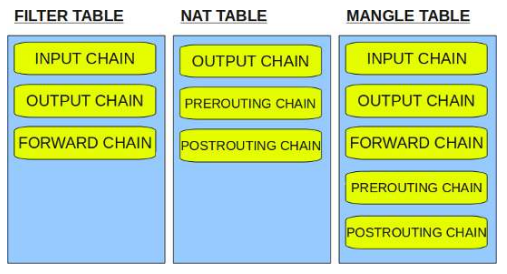 FILTER TABLE
INPUT CHAIN
OUTPUT CHAIN
FORWARD CHAIN
NAT TABLE
OUTPUT CHAIN
PREROUTING CHAIN
POSTROUTING CHAIN
MANGLE TABLE
INPUT CHAIN
OUTPUT CHAIN
FORWARD CHAIN
PREROUTING CHAIN
POSTROUTING CHAIN